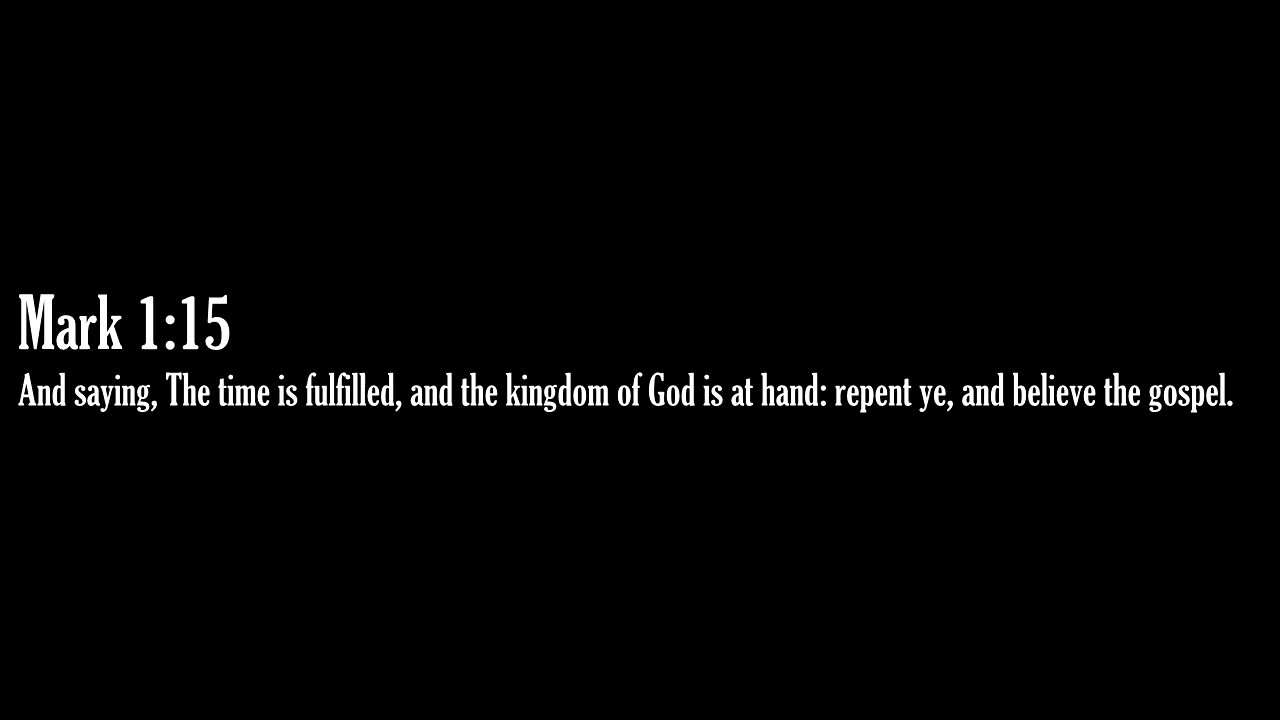 Mark 1:15
And saying, The time is fulfilled, and the kingdom of God is at hand: repent ye, and believe the gospel.